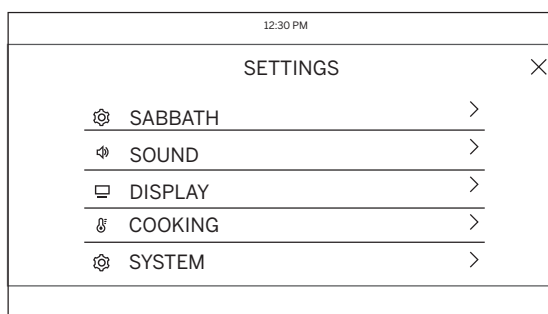 12:30 PM
SETTINGS
SABBATH
SOUND
DISPLAY
COOKING
SYSTEM